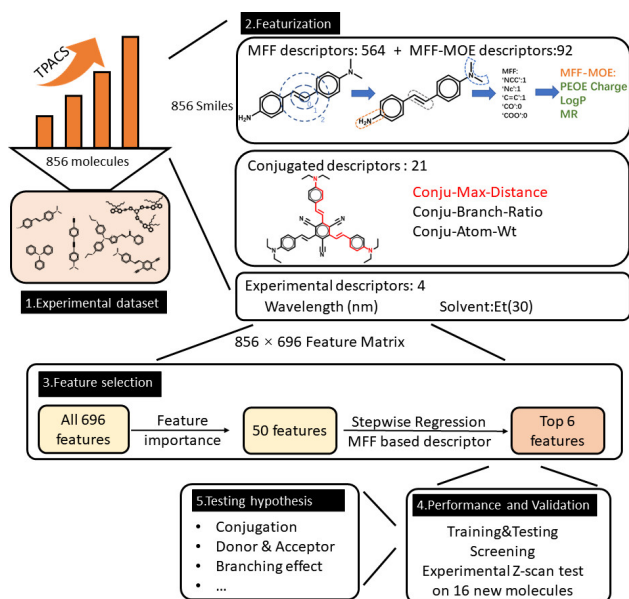 TPACS
856 molecules
1.Experimental dataset
2.Featurization
MFF descriptors: 564 + MFF-MOE descriptors:92
856 Smiles
H₂N
N
MFF:
'NCC':1
'Nc':1
'C=C':1
'CO':0
'COO':0
MFF-MOE:
PEOE Charge
LogP
MR
H₂N
N
Conjugated descriptors : 21
Conju-Max-Distance
Conju-Branch-Ratio
Conju-Atom-Wt
Experimental descriptors: 4
Wavelength (nm) Solvent:Et(30)
856 × 696 Feature Matrix
3.Feature selection
All 696
features
Feature
importance
50 features
Stepwise Regression
MFF based descriptor
Top 6
features
5.Testing hypothesis
• Conjugation
• Donor & Acceptor
• Branching effect
• ...
4.Performance and Validation
Training&Testing
Screening
Experimental Z-scan test
on 16 new molecules